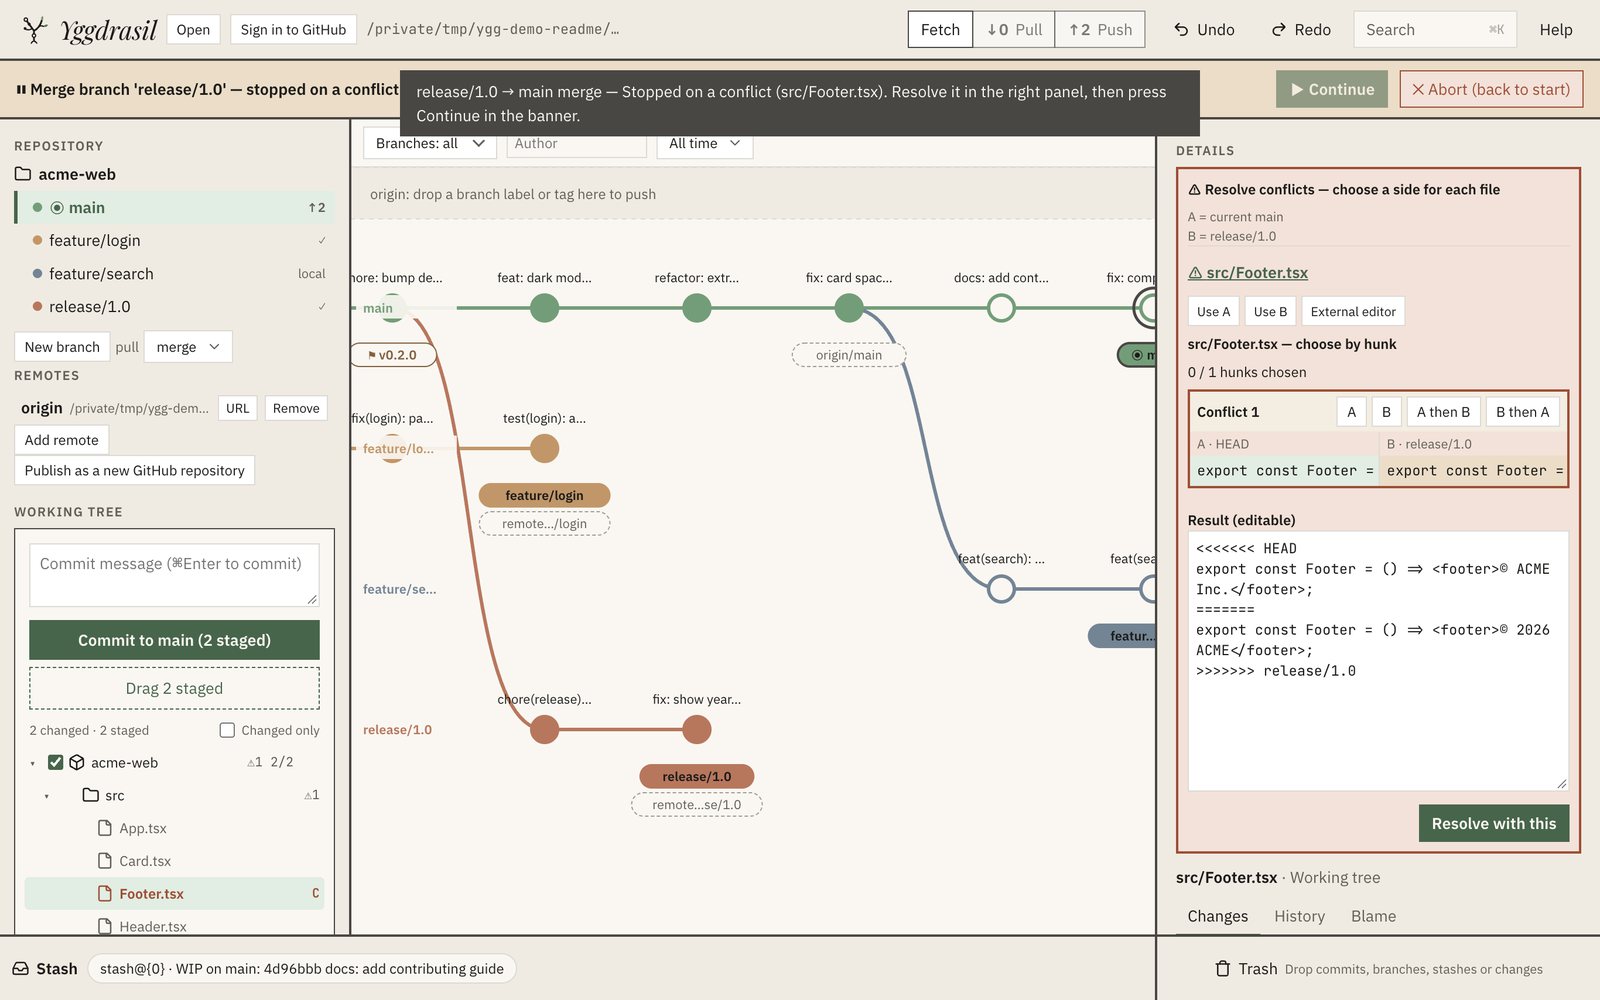 Yggdrasil
Open
Sign in to GitHub
/private/tmp/ygg-demo-readme/…
Fetch
↓0 Pull
↑2 Push
Undo
Redo
Search ⌘K
Help
Merge branch 'release/1.0' — stopped on a conflict
release/1.0 → main merge — Stopped on a conflict (src/Footer.tsx). Resolve it in the right panel, then press
Continue in the banner.
Continue
Abort (back to start)
REPOSITORY
acme-web
main ↑2
feature/login ✓
feature/search local
release/1.0 ✓
New branch
pull
merge
REMOTES
origin /private/tmp/ygg-dem...
URL
Remove
Add remote
Publish as a new GitHub repository
WORKING TREE
Commit message (⌘Enter to commit)
Commit to main (2 staged)
Drag 2 staged
2 changed · 2 staged
Changed only
acme-web ⚠1 2/2
src ⚠1
App.tsx
Card.tsx
Footer.tsx C
Header.tsx
Branches: all
Author
All time
origin: drop a branch label or tag here to push
hore: bump de...
feat: dark mod...
refactor: extr...
fix: card spac...
docs: add cont...
fix: comp
main
v0.2.0
origin/main
m
fix(login): pa...
test(login): a...
feature/lo...
feature/login
remote.../login
feat(search): ...
feat(sea
feature/se...
featur...
chore(release)...
fix: show year...
release/1.0
release/1.0
remote...se/1.0
DETAILS
⚠ Resolve conflicts — choose a side for each file
A = current main
B = release/1.0
⚠ src/Footer.tsx
Use A
Use B
External editor
src/Footer.tsx — choose by hunk
0 / 1 hunks chosen
Conflict 1
A
B
A then B
B then A
A · HEAD
B · release/1.0
export const Footer =
export const Footer =
Result (editable)
<<<<<<< HEAD
export const Footer = () => <footer>© ACME
Inc.</footer>;
=======
export const Footer = () => <footer>© 2026
ACME</footer>;
>>>>>>> release/1.0
Resolve with this
src/Footer.tsx · Working tree
Changes
History
Blame
Stash
stash@{0} · WIP on main: 4d96bbb docs: add contributing guide
Trash Drop commits, branches, stashes or changes